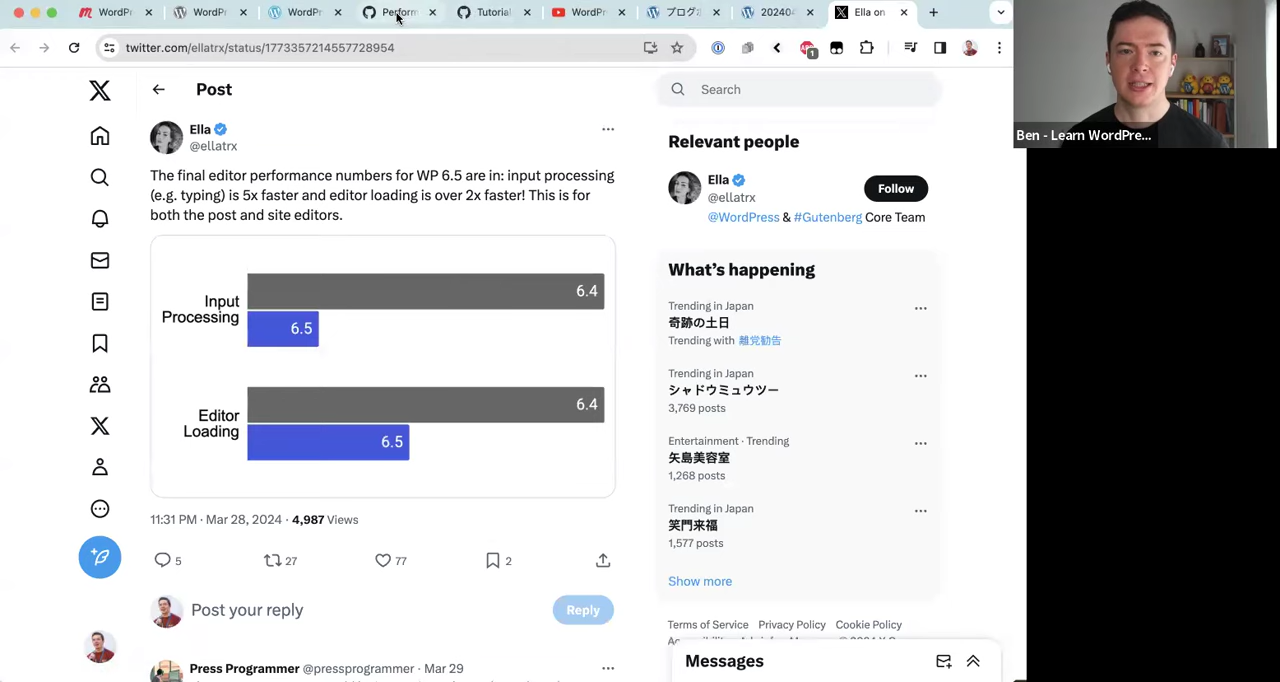 WordPr
WordPr
WordPr
Perform
Tutorial
WordPr
ブログ
20240
Ella on
twitter.com/ellatrx/status/1773357214557728954
1
Post
Search
Ella
@ellatrx
The final editor performance numbers for WP 6.5 are in: input processing
(e.g. typing) is 5x faster and editor loading is over 2x faster! This is for
both the post and site editors.
Input
Processing
6.4
6.5
Editor
Loading
6.4
6.5
11:31 PM · Mar 28, 2024 · 4,987 Views
5
27
77
2
Post your reply
Reply
Press Programmer @pressprogrammer · Mar 29
Relevant people
Ella
@ellatrx
Follow
@WordPress & #Gutenberg Core Team
What's happening
Trending in Japan
奇跡の土日
Trending with 離党勧告
Trending in Japan
シャドウミュウツー
3,769 posts
Entertainment · Trending
矢島美容室
1,268 posts
Trending in Japan
笑門来福
1,577 posts
Show more
Terms of Service Privacy Policy Cookie Policy
Messages
Ben - Learn WordPre...